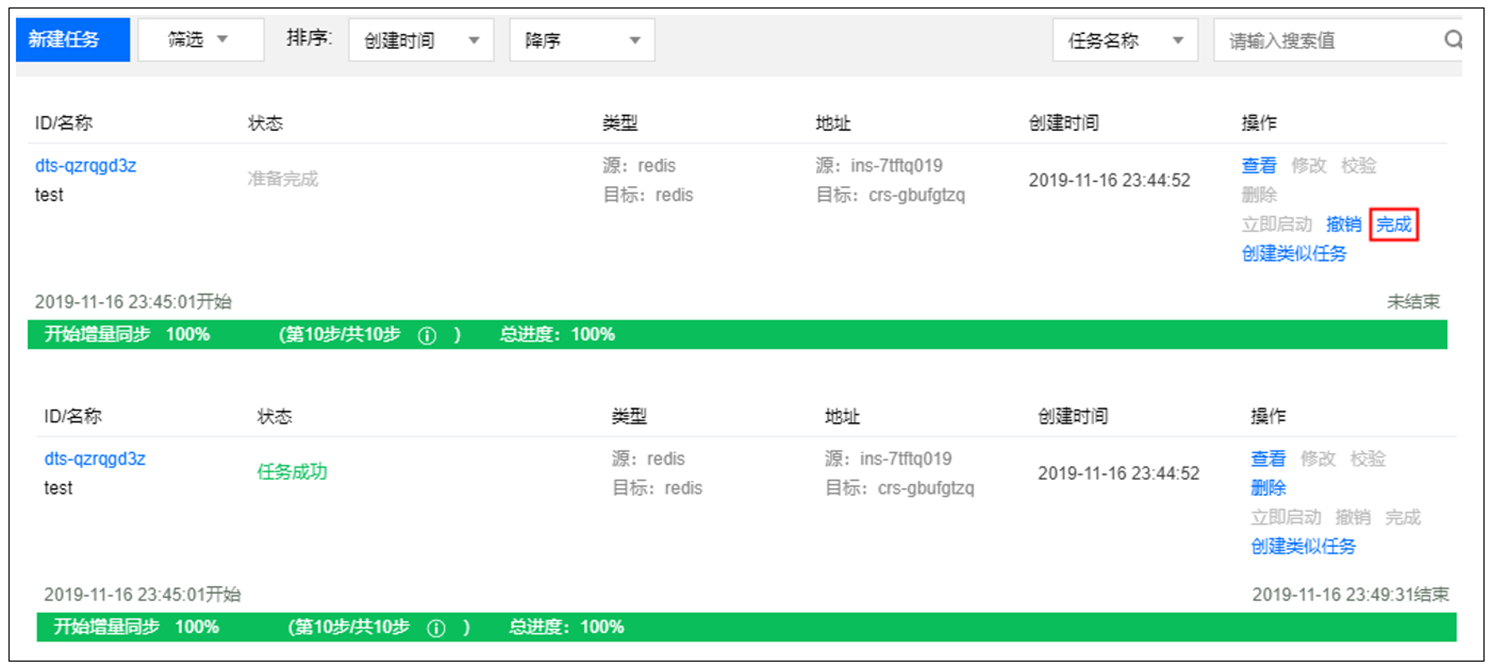 新建任务 筛选 排序: 创建时间 降序 任务名称 请输入搜索值
ID/名称 状态 类型 地址 创建时间 操作
dts-qzrqgd3z 源：redis 源：ins-7tftq019 查看 修改 校验
准备完成 2019-11-16 23:44:52
test 目标：redis 目标：crs-gbufgtzq 删除
立即启动 撤销 完成
创建类似任务
2019-11-16 23:45:01开始 未结束
开始增量同步 100% (第10步/共10步 ) 总进度：100%
ID/名称 状态 类型 地址 创建时间 操作
dts-qzrqgd3z 源：redis 源：ins-7tftq019 查看 修改 校验
任务成功 2019-11-16 23:44:52
test 目标：redis 目标：crs-gbufgtzq 删除
立即启动 撤销 完成
创建类似任务
2019-11-16 23:45:01开始 2019-11-16 23:49:31结束
开始增量同步 100% (第10步/共10步 ) 总进度：100%